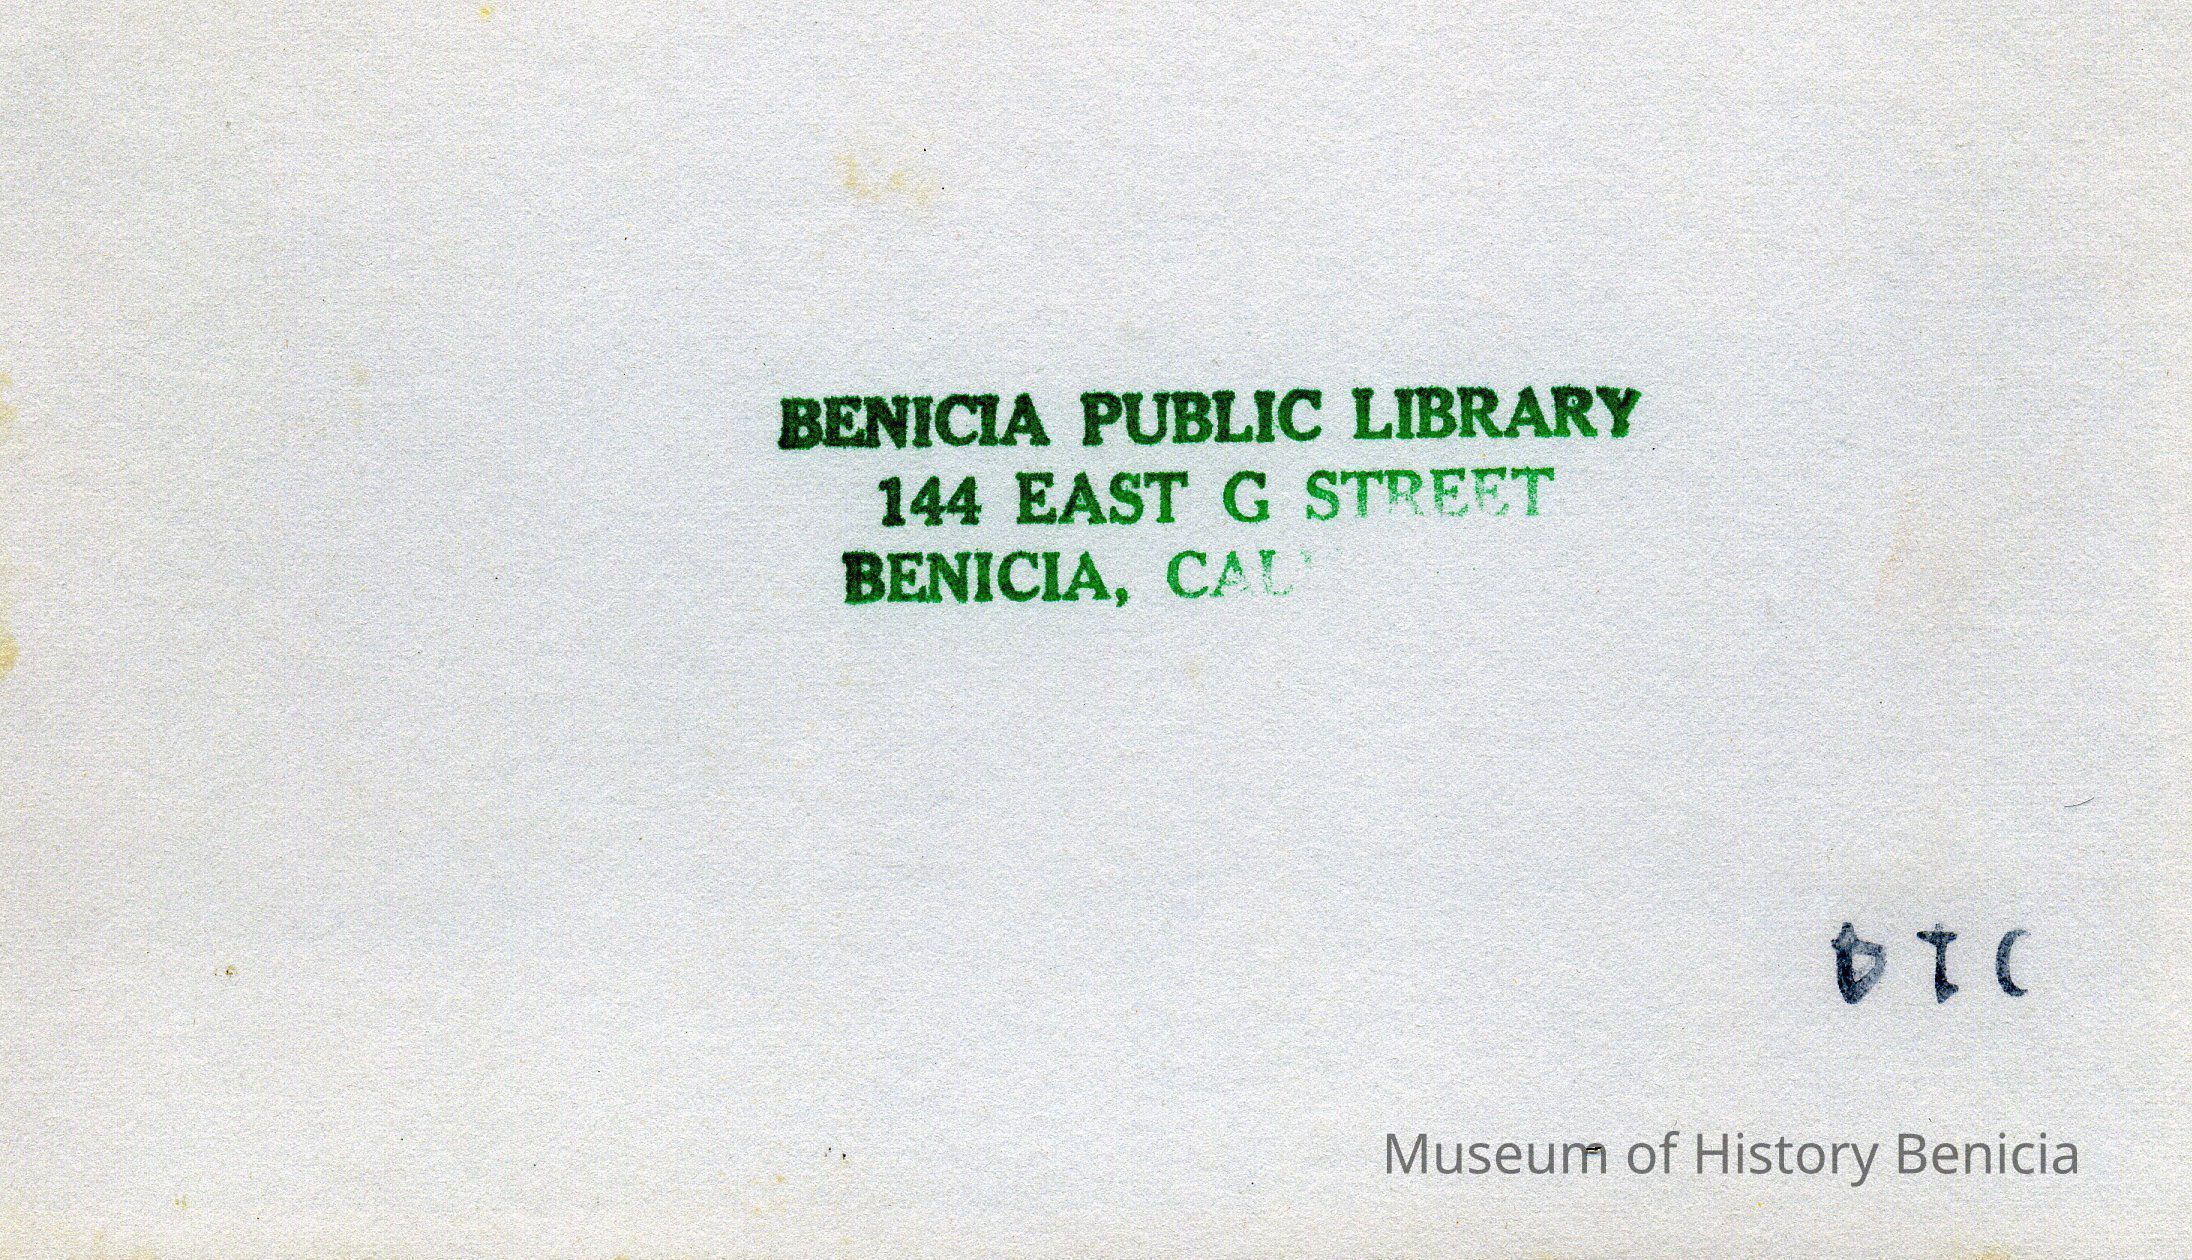 BENICIA PUBLIC LIBRARY
144 EAST G STREET
BENICIA, CAL
Museum of History Benicia